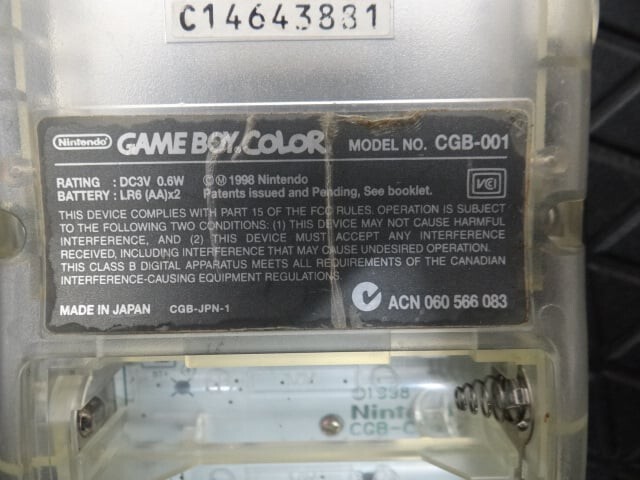 C14643881
Nintendo GAME BOY COLOR MODEL NO. CGB-001
RATING : DC3V 0.6W ©Ⓜ1998 Nintendo
BATTERY : LR6 (AA)x2 Patents Issued and Pending, See booklet.
VCI
THIS DEVICE COMPLIES WITH PART 15 OF THE FCC RULES. OPERATION IS SUBJECT
TO THE FOLLOWING TWO CONDITIONS: (1) THIS DEVICE MAY NOT CAUSE HARMFUL
INTERFERENCE, AND (2) THIS DEVICE MUST ACCEPT ANY INTERFERENCE
RECEIVED, INCLUDING INTERFERENCE THAT MAY CAUSE UNDESIRED OPERATION.
THIS CLASS B DIGITAL APPARATUS MEETS ALL REQUIREMENTS OF THE CANADIAN
INTERFERENCE-CAUSING EQUIPMENT REGULATIONS.
MADE IN JAPAN CGB-JPN-1 ACN 060 566 083
©1998
Ninte
CGB-C